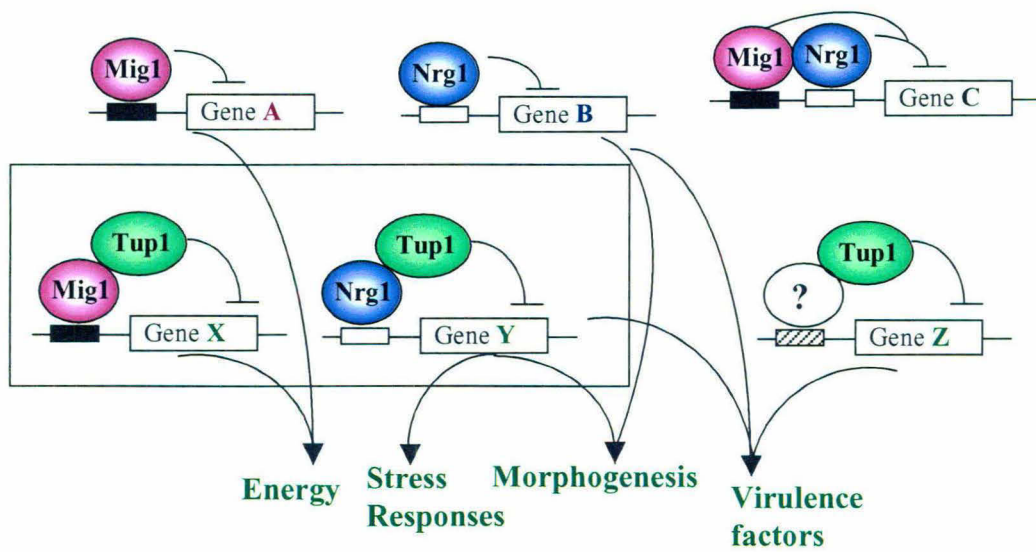 Mig1
Gene A
Nrg1
Gene B
Mig1 Nrg1
Gene C
Tup1
Mig1
Gene X
Tup1
Nrg1
Gene Y
Tup1
?
Gene Z
Energy
Stress
Responses
Morphogenesis
Virulence
factors